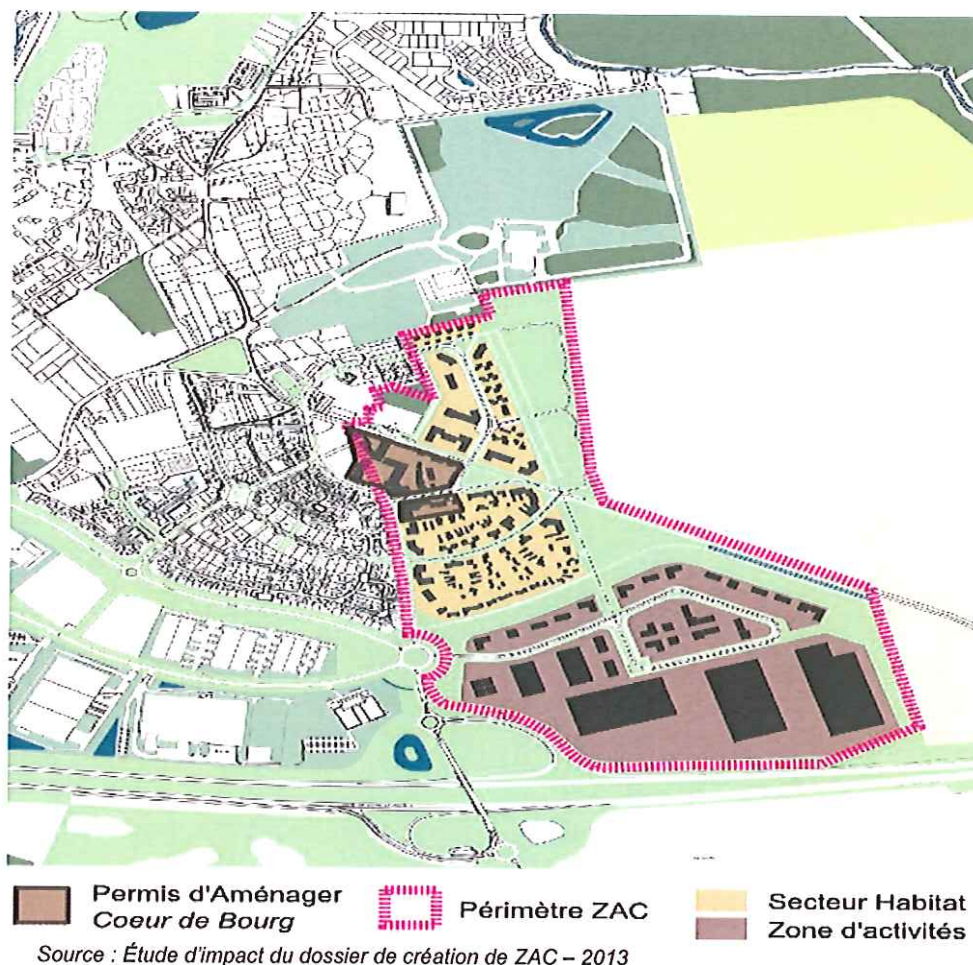 Permis d'Aménager
Coeur de Bourg
Périmètre ZAC
Secteur Habitat
Zone d'activités
Source : Étude d'impact du dossier de création de ZAC – 2013